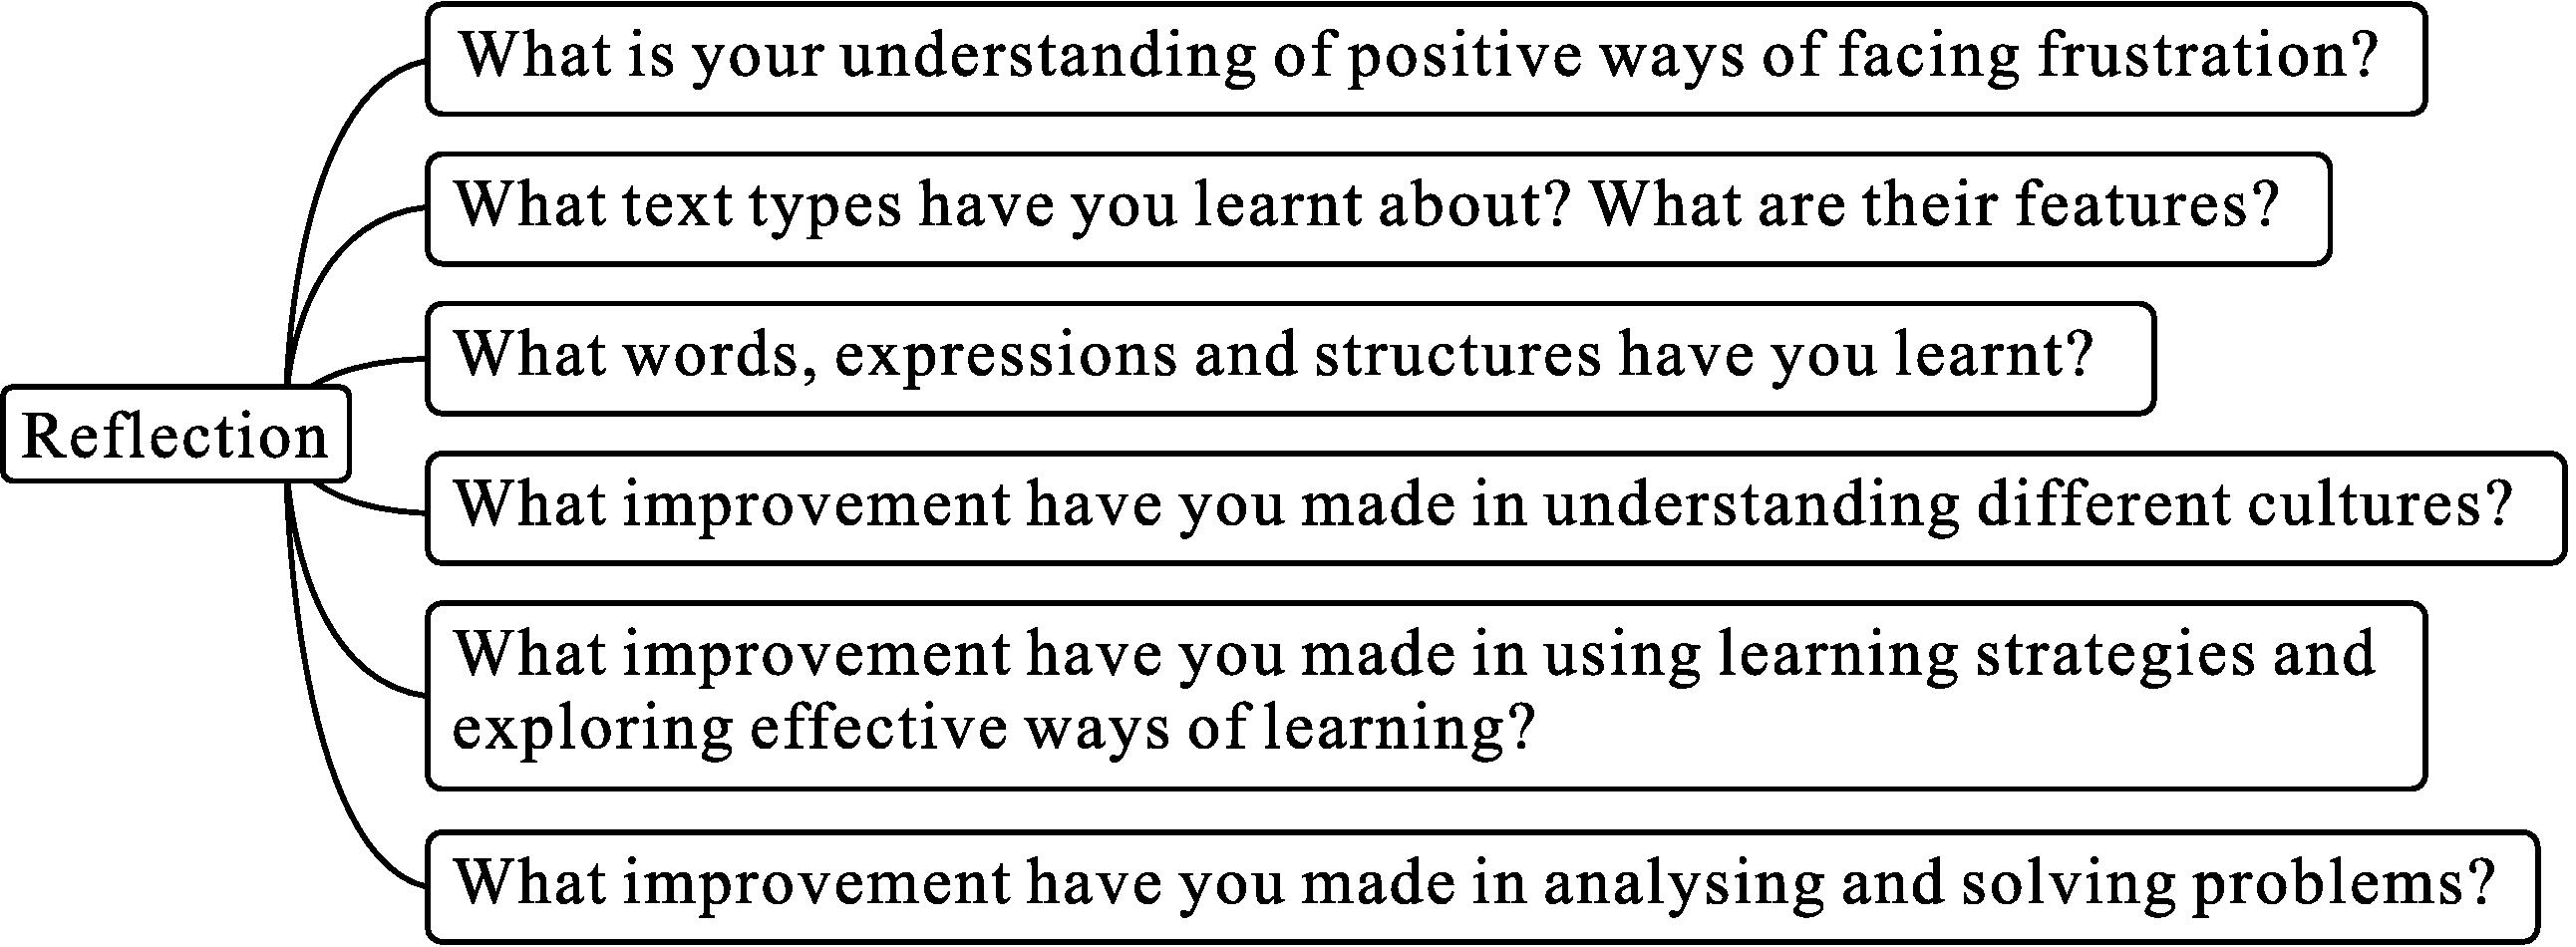 What is your understanding of positive ways of facing frustration?
What text types have you learnt about? What are their features?
What words, expressions and structures have you learnt?
Reflection
What improvement have you made in understanding different cultures?
What improvement have you made in using learning strategies and
exploring effective ways of learning?
What improvement have you made in analysing and solving problems?